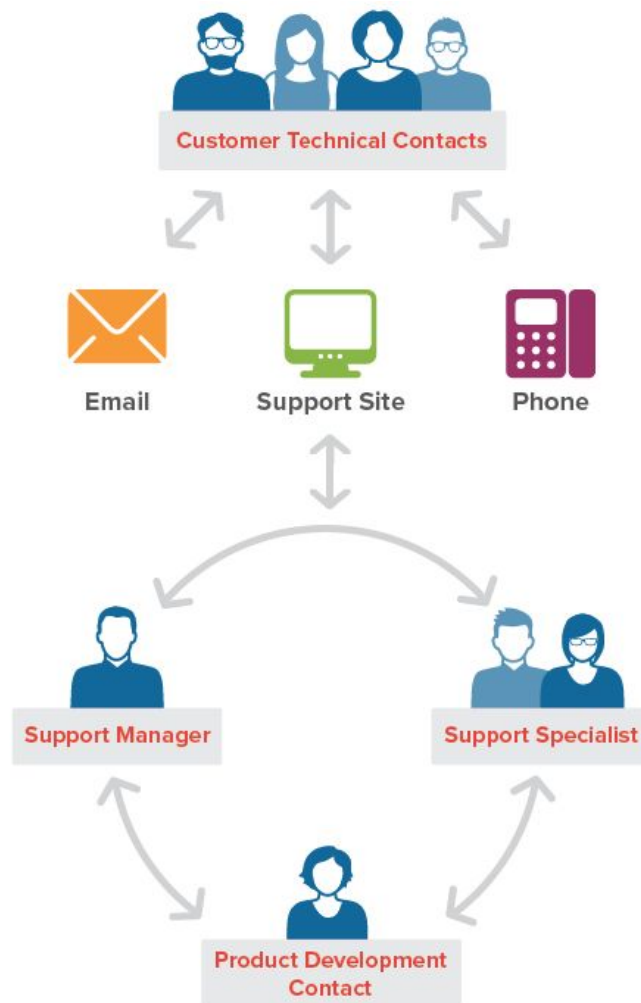 Customer Technical Contacts
Email
Support Site
Phone
Support Manager
Support Specialist
Product Development
Contact